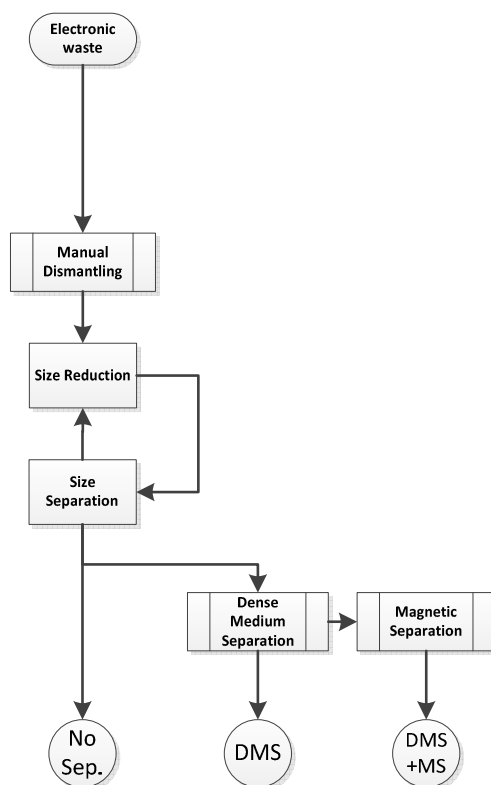 Electronic
waste
Manual
Dismantling
Size Reduction
Size
Separation
Dense
Medium
Separation
Magnetic
Separation
No
Sep.
DMS
DMS
+MS